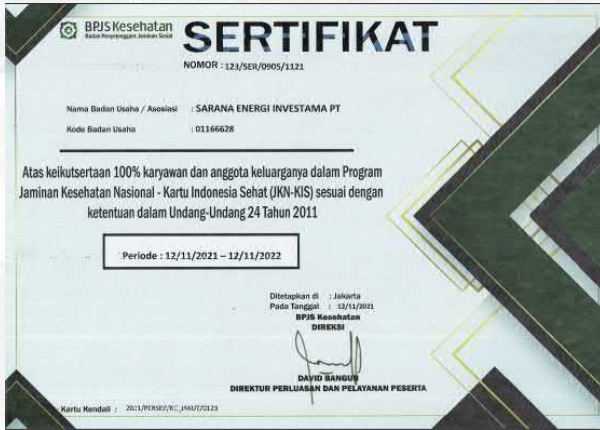 BPJS Kesehatan
Badan Penyelenggara Jaminan Sosial
SERTIFIKAT
NOMOR : 123/SER/0905/1121
Nama Badan Usaha / Asosiasi : SARANA ENERGI INVESTAMA PT
Kode Badan Usaha : 01166628
Atas keikutsertaan 100% karyawan dan anggota keluarganya dalam Program
Jaminan Kesehatan Nasional - Kartu Indonesia Sehat (JKN-KIS) sesuai dengan
ketentuan dalam Undang-Undang 24 Tahun 2011
Periode : 12/11/2021 – 12/11/2022
Ditetapkan di : Jakarta
Pada Tanggal : 12/11/2021
BPJS Kesehatan
DIREKSI
DAVID BANGUN
DIREKTUR PERLUASAN DAN PELAYANAN PESERTA
Kartu Kendali :